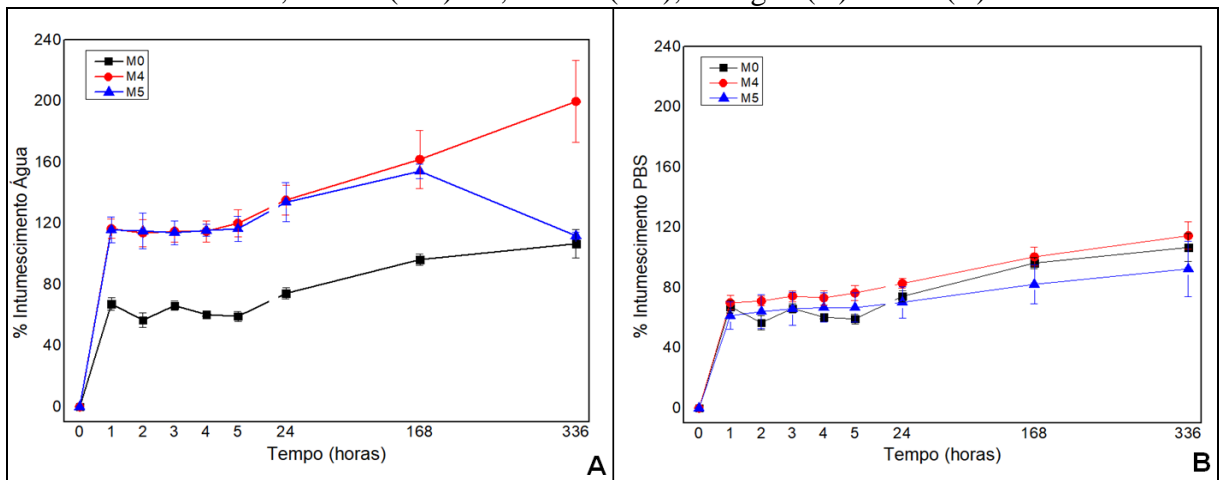 240
200
160
120
80
40
0
% Intumescimento Água
M0
M4
M5
0 1 2 3 4 5 24 168 336
Tempo (horas)
A
240
200
160
120
80
40
0
% Intumescimento PBS
M0
M4
M5
0 1 2 3 4 5 24 168 336
Tempo (horas)
B